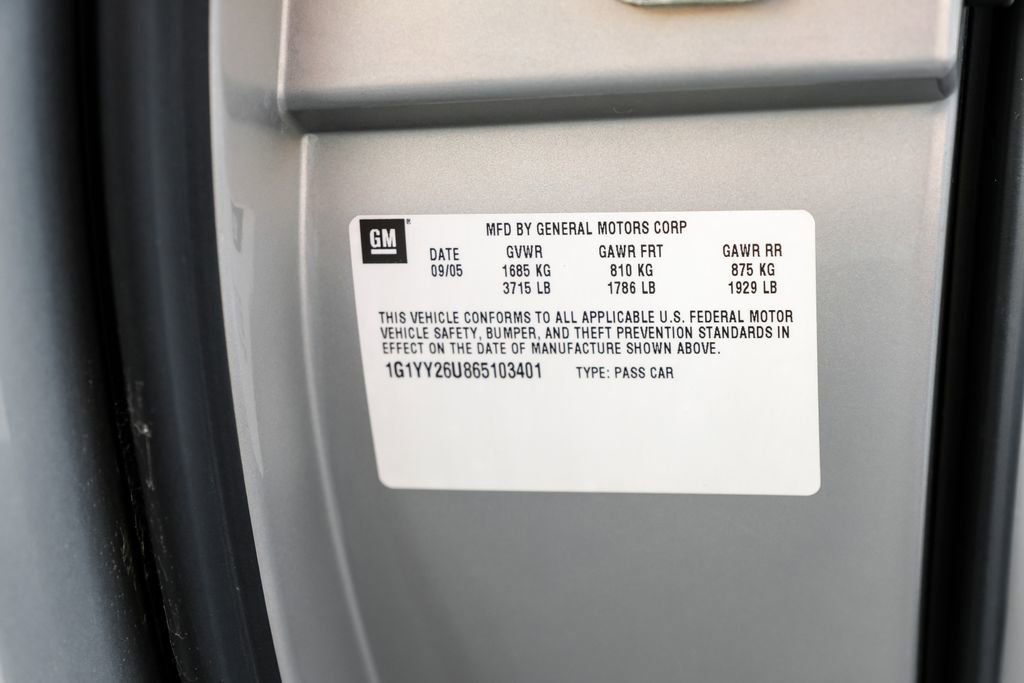 GM
MFD BY GENERAL MOTORS CORP
DATE GVWR GAWR FRT GAWR RR
09/05 1685 KG 810 KG 875 KG
3715 LB 1786 LB 1929 LB
THIS VEHICLE CONFORMS TO ALL APPLICABLE U.S. FEDERAL MOTOR
VEHICLE SAFETY, BUMPER, AND THEFT PREVENTION STANDARDS IN
EFFECT ON THE DATE OF MANUFACTURE SHOWN ABOVE.
1G1YY26U865103401 TYPE: PASS CAR